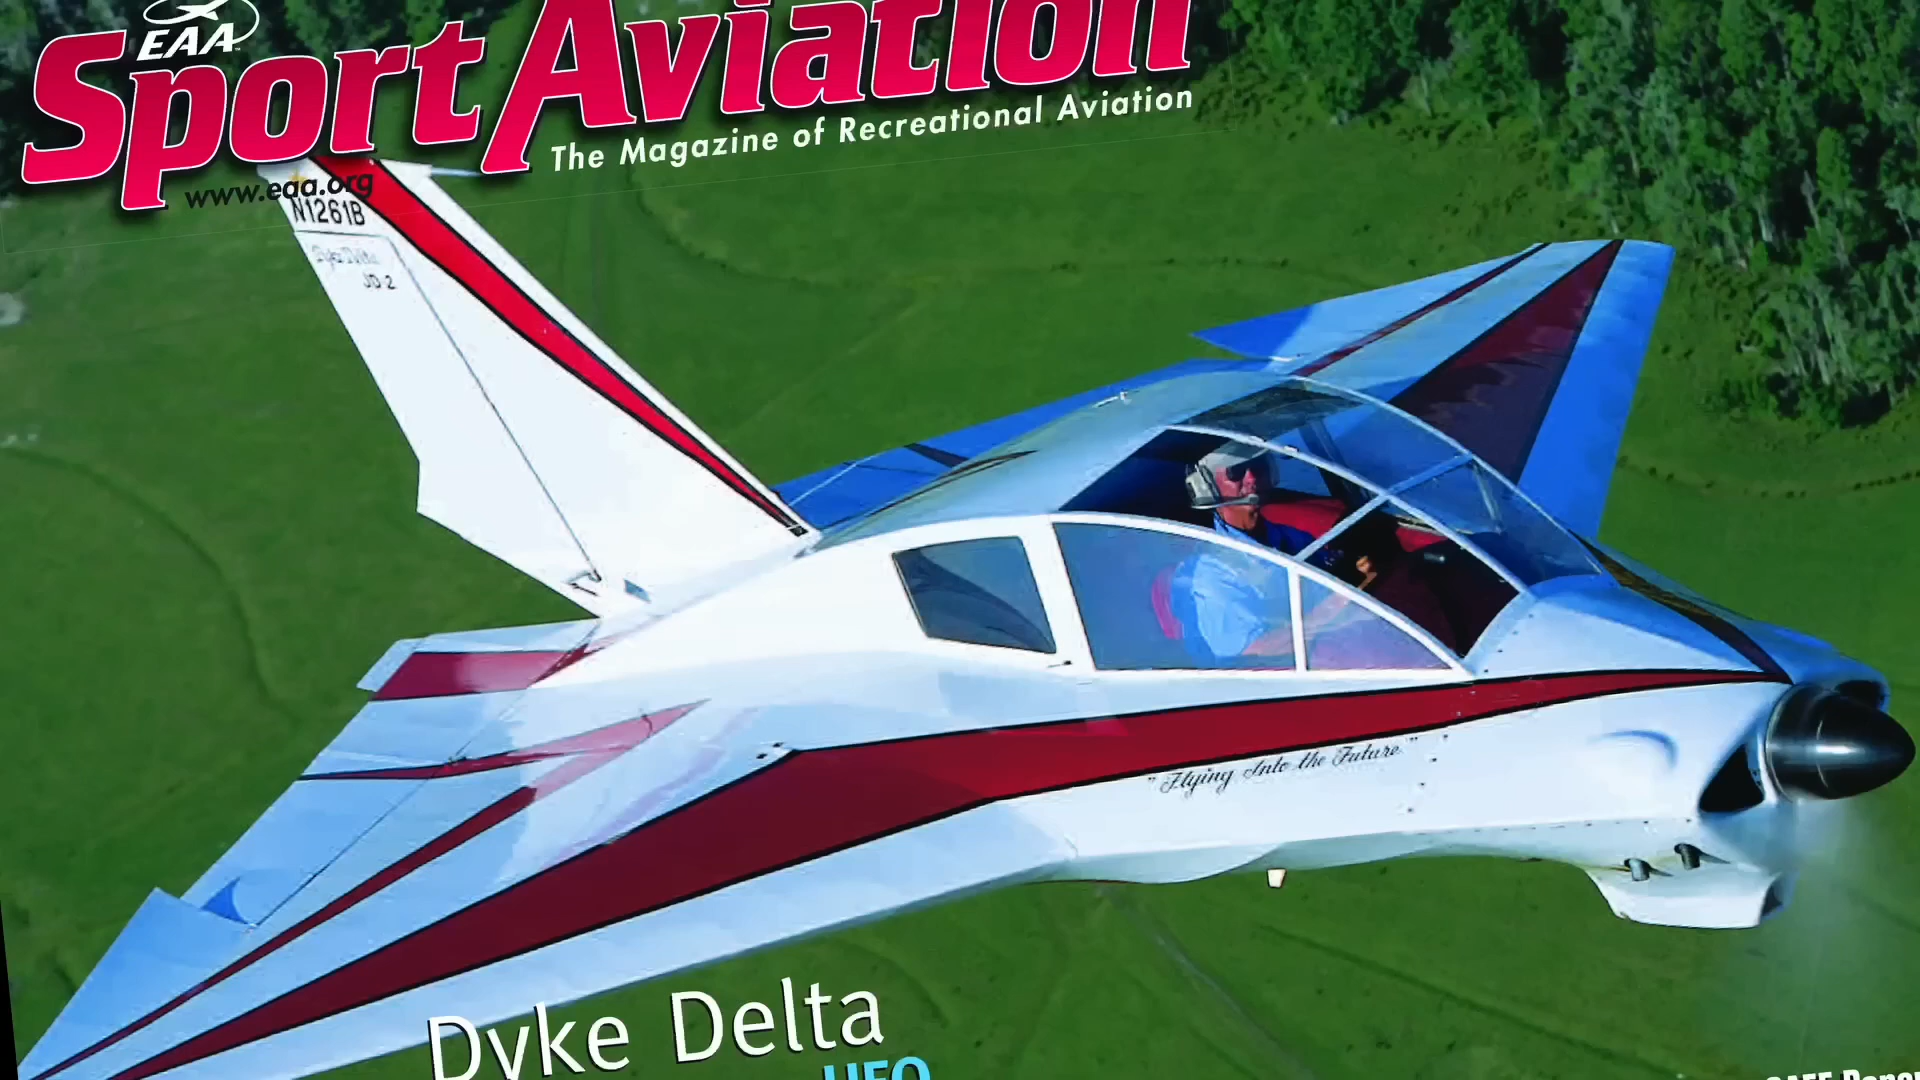 EAA
Sport Aviation
The Magazine of Recreational Aviation
www.eaa.org
N1261B
JD-2
"Flying Into the Future"
Dyke Delta
UFO